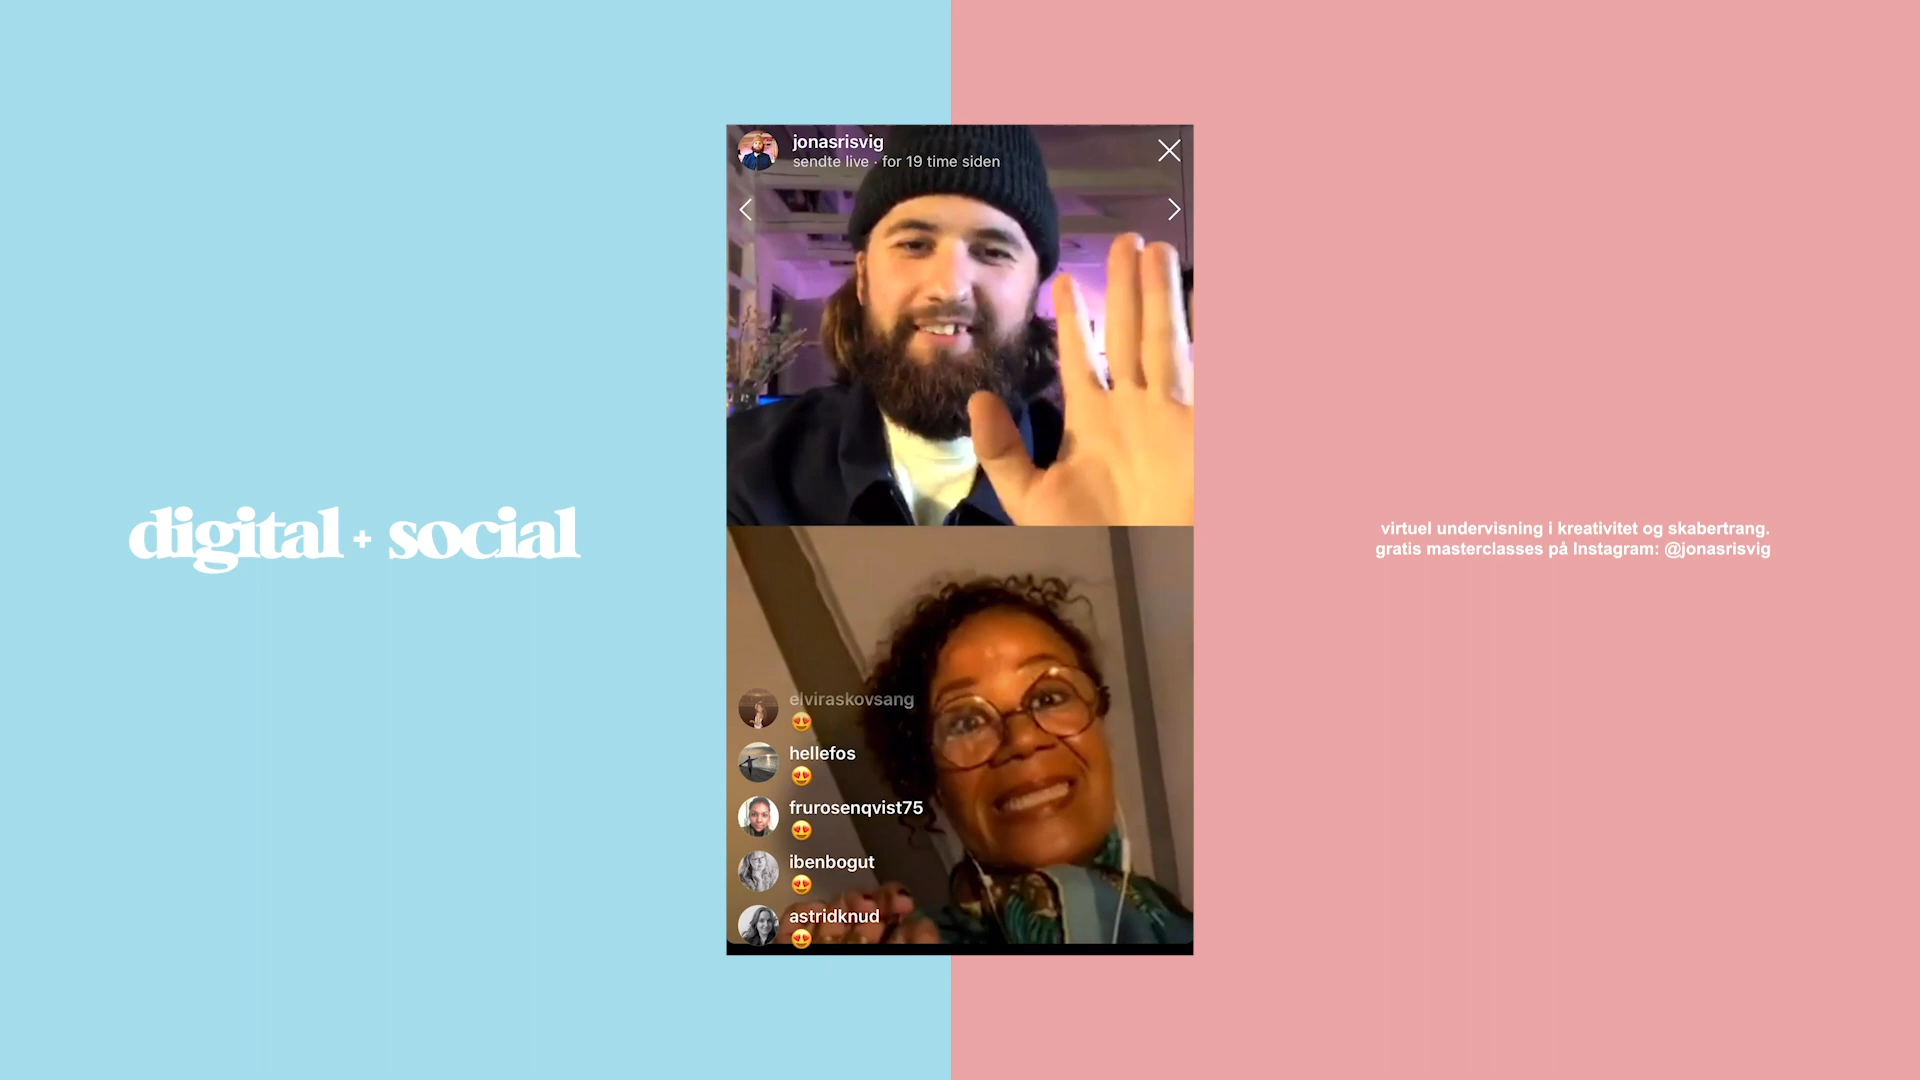 jonasrisvig
sendte live · for 19 time siden
digital + social
virtuel undervisning i kreativitet og skabertrang.
gratis masterclasses på Instagram: @jonasrisvig
elviraskovsang
😍
hellefos
😍
frurosenqvist75
😍
ibenbogut
😍
astridknud
😍